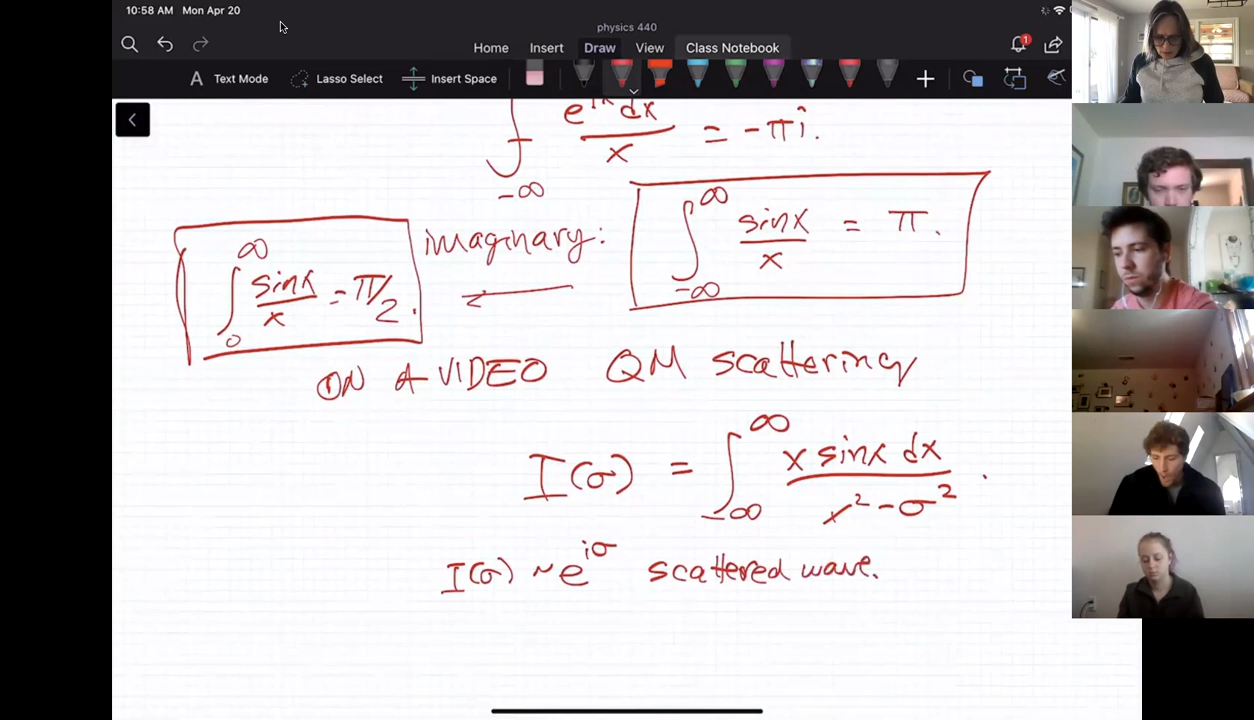 10:58 AM Mon Apr 20
physics 440
Home Insert Draw View Class Notebook
1
Text Mode Lasso Select Insert Space
∫_{-∞} e^{ix} dx / x = -πi.
imaginary: ∫_{-∞}^{∞} sinx / x = π.
∫_0^∞ sinx / x = π/2.
ON A VIDEO QM scattering
I(σ) = ∫_{-∞}^{∞} x sinx dx / x² - σ² .
I(σ) ~ e^{iσ} scattered wave.